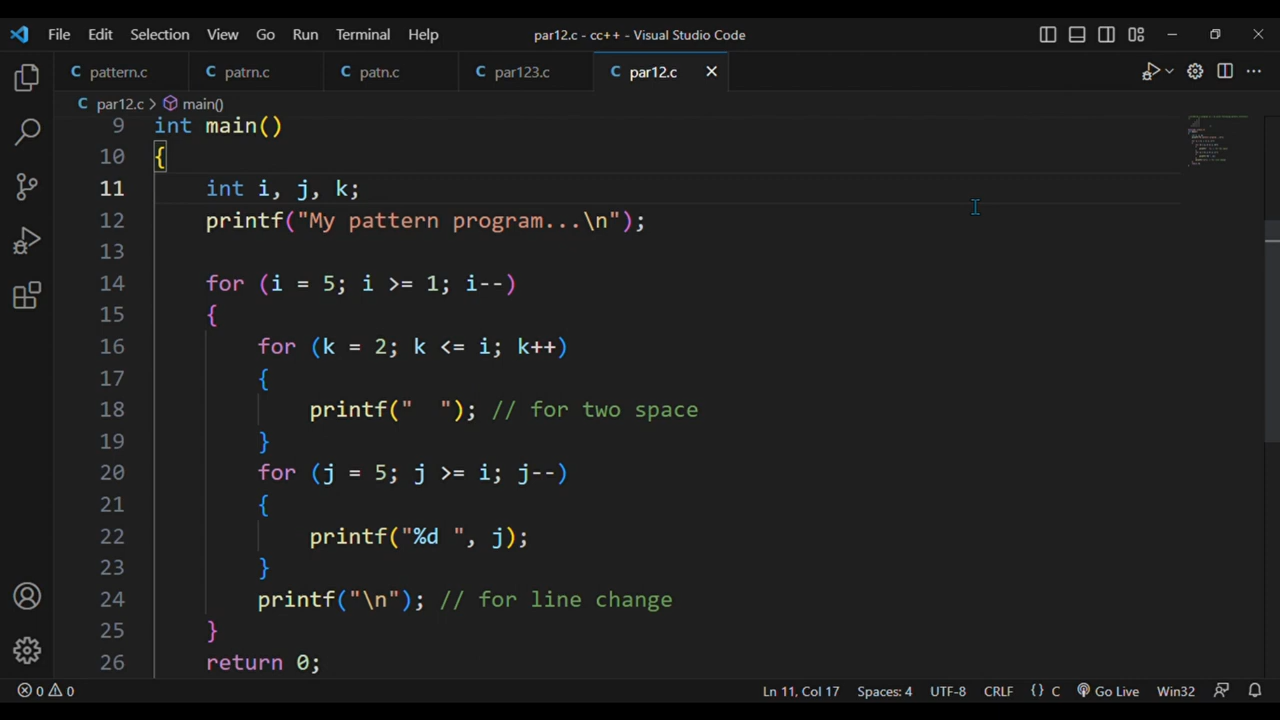 File Edit Selection View Go Run Terminal Help par12.c - cc++ - Visual Studio Code
C pattern.c C patrn.c C patn.c C par123.c C par12.c
C par12.c > main()
9 int main()
10 {
11     int i, j, k;
12     printf("My pattern program...\n");
13
14     for (i = 5; i >= 1; i--)
15     {
16         for (k = 2; k <= i; k++)
17         {
18             printf("  "); // for two space
19         }
20         for (j = 5; j >= i; j--)
21         {
22             printf("%d ", j);
23         }
24         printf("\n"); // for line change
25     }
26     return 0;
0 0 Ln 11, Col 17 Spaces: 4 UTF-8 CRLF {} C Go Live Win32